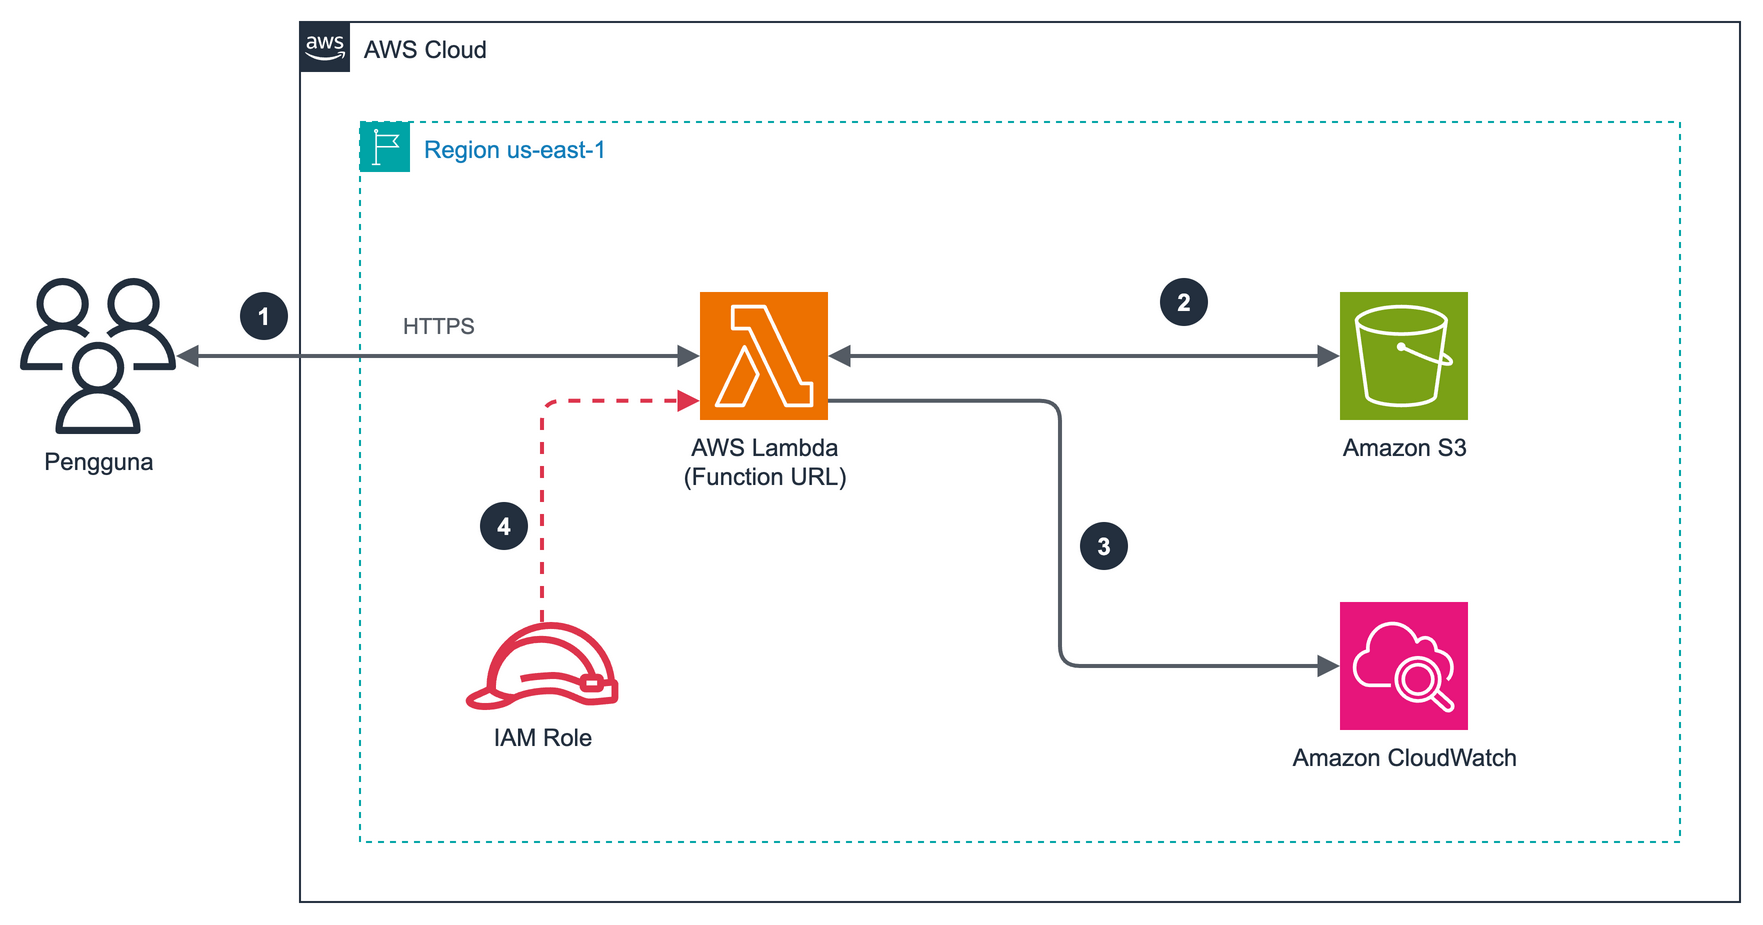 aws
AWS Cloud
Region us-east-1
1
HTTPS
2
Pengguna
AWS Lambda
(Function URL)
Amazon S3
4
3
IAM Role
Amazon CloudWatch